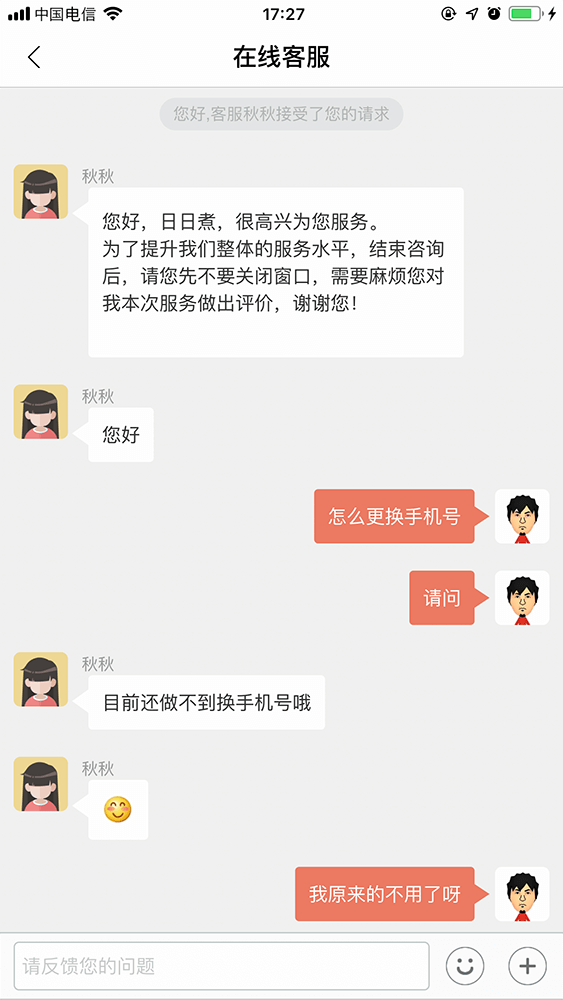 中国电信
17:27
在线客服
您好,客服秋秋接受了您的请求
秋秋
您好，日日煮，很高兴为您服务。
为了提升我们整体的服务水平，结束咨询
后，请您先不要关闭窗口，需要麻烦您对
我本次服务做出评价，谢谢您！
秋秋
您好
怎么更换手机号
请问
秋秋
目前还做不到换手机号哦
秋秋
我原来的不用了呀
请反馈您的问题